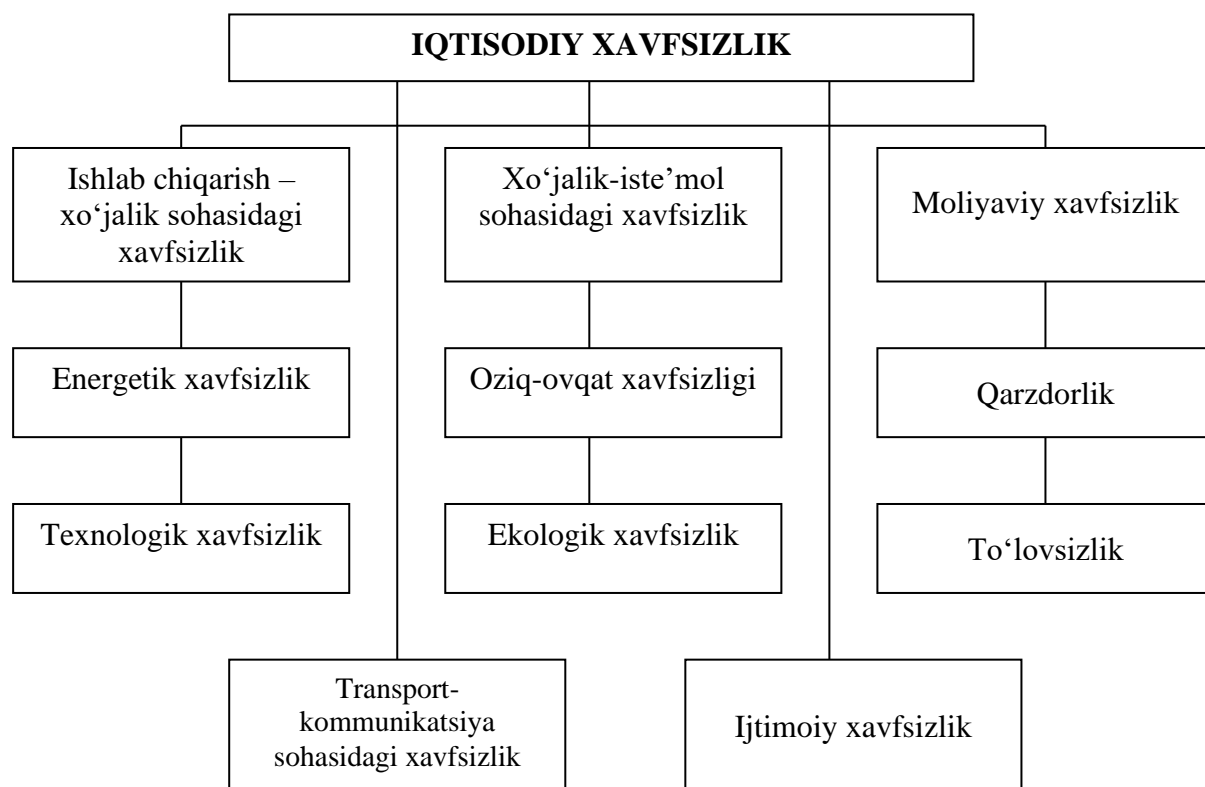 IQTISODIY XAVFSIZLIK
Ishlab chiqarish –
xo‘jalik sohasidagi
xavfsizlik
Xo‘jalik-iste’mol
sohasidagi xavfsizlik
Moliyaviy xavfsizlik
Energetik xavfsizlik
Oziq-ovqat xavfsizligi
Qarzdorlik
Texnologik xavfsizlik
Ekologik xavfsizlik
To‘lovsizlik
Transport-
kommunikatsiya
sohasidagi xavfsizlik
Ijtimoiy xavfsizlik